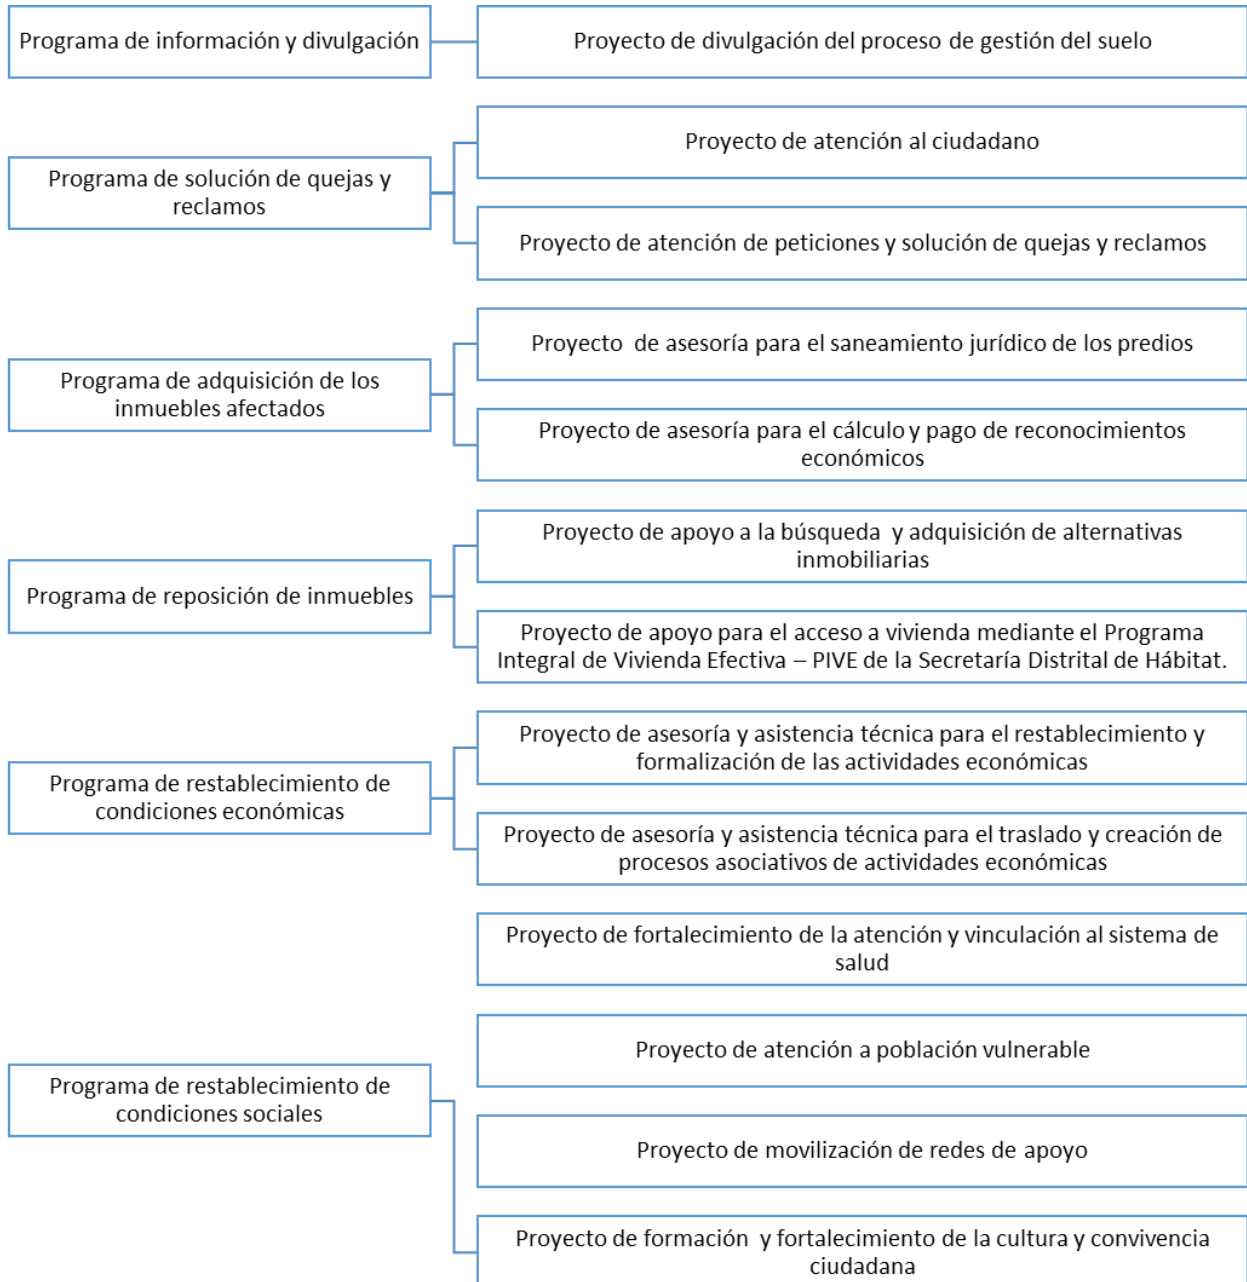 Programa de información y divulgación
Proyecto de divulgación del proceso de gestión del suelo
Programa de solución de quejas y
reclamos
Proyecto de atención al ciudadano
Proyecto de atención de peticiones y solución de quejas y reclamos
Programa de adquisición de los
inmuebles afectados
Proyecto  de asesoría para el saneamiento jurídico de los predios
Proyecto de asesoría para el cálculo y pago de reconocimientos
económicos
Programa de reposición de inmuebles
Proyecto de apoyo a la búsqueda  y adquisición de alternativas
inmobiliarias
Proyecto de apoyo para el acceso a vivienda mediante el Programa
Integral de Vivienda Efectiva – PIVE de la Secretaría Distrital de Hábitat.
Programa de restablecimiento de
condiciones económicas
Proyecto de asesoría y asistencia técnica para el restablecimiento y
formalización de las actividades económicas
Proyecto de asesoría y asistencia técnica para el traslado y creación de
procesos asociativos de actividades económicas
Programa de restablecimiento de
condiciones sociales
Proyecto de fortalecimiento de la atención y vinculación al sistema de
salud
Proyecto de atención a población vulnerable
Proyecto de movilización de redes de apoyo
Proyecto de formación  y fortalecimiento de la cultura y convivencia
ciudadana